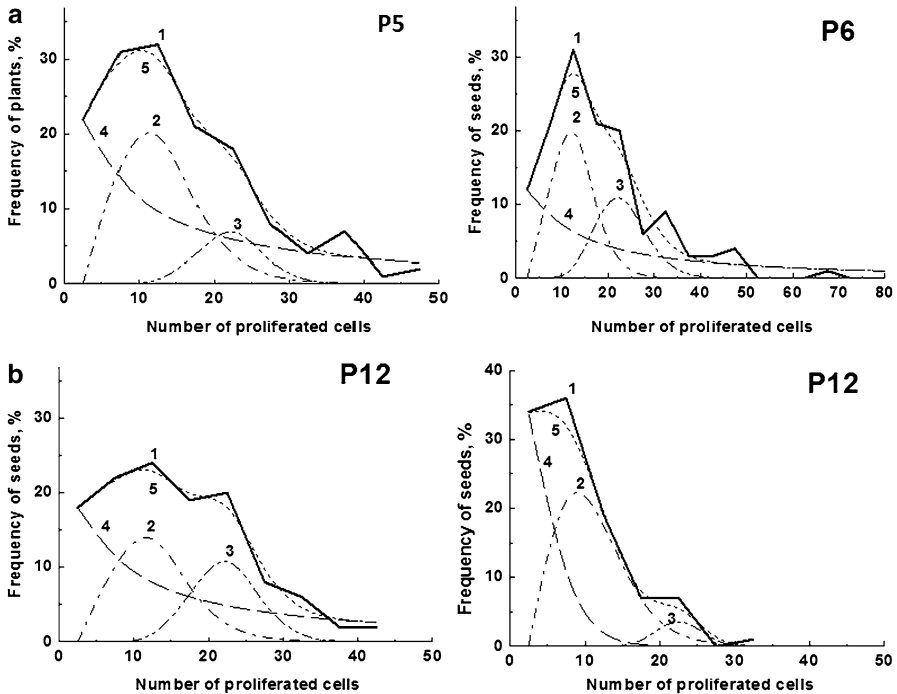 a
P5
Frequency of plants, %
30
20
10
0
1
5
4
2
3
0 10 20 30 40 50
Number of proliferated cells
P6
Frequency of seeds, %
30
20
10
0
1
5
2
3
4
0 10 20 30 40 50 60 70 80
Number of proliferated cells
b
P12
Frequency of seeds, %
30
20
10
0
1
5
4
2
3
0 10 20 30 40 50
Number of proliferated cells
P12
Frequency of seeds, %
40
30
20
10
0
1
5
4
2
3
0 10 20 30 40 50
Number of proliferated cells